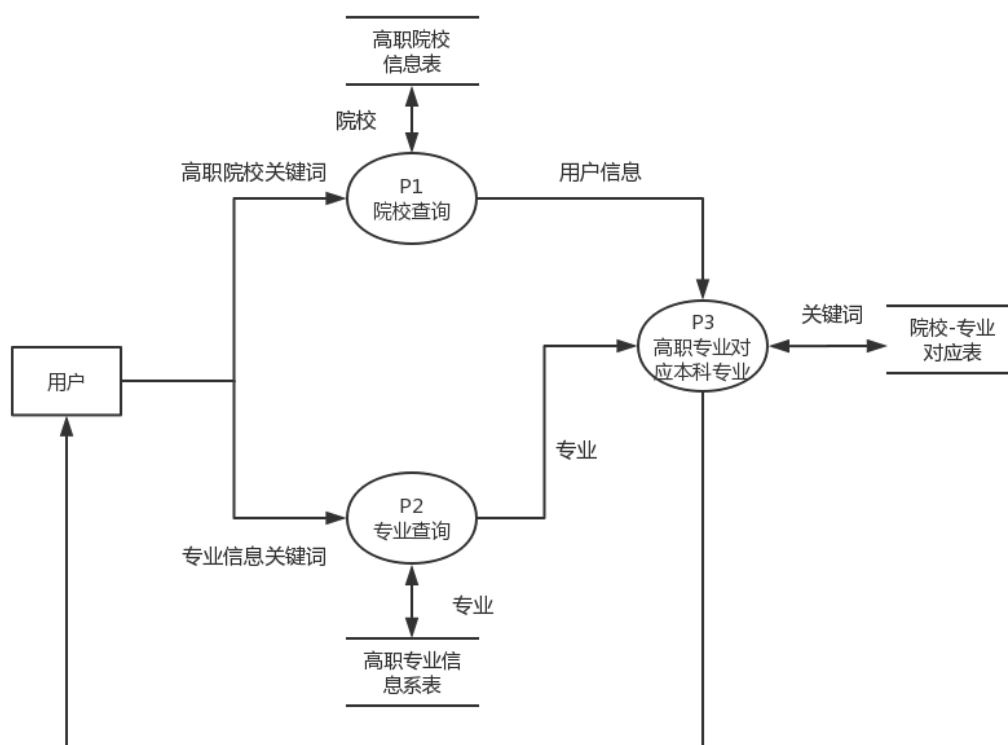 高职院校
信息表
院校
高职院校关键词
用户信息
P1
院校查询
关键词
P3
高职专业对
应本科专业
院校-专业
对应表
用户
专业
P2
专业查询
专业信息关键词
专业
高职专业信
息系表